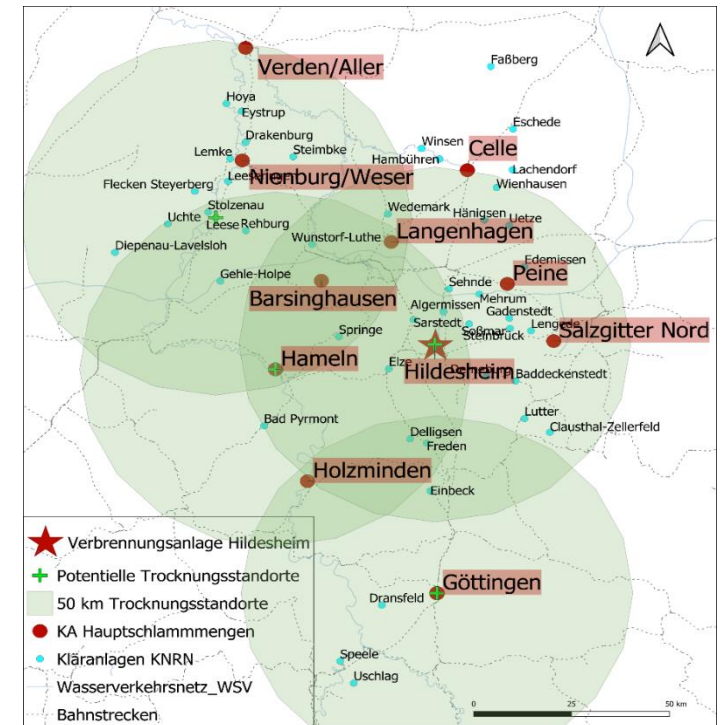 Verden/Aller
Faßberg
Hoya
Eystrup
Eschede
Drakenburg
Winsen
Celle
Lemke
Steimbke
Hambühren
Lachendorf
Nienburg/Weser
Wienhausen
Flecken Steyerberg
Stolzenau
Wedemark
Hänigsen
Uetze
Uchte
Leese
Rehburg
Langenhagen
Wunstorf-Luthe
Diepenau-Lavelsloh
Edemissen
Gehle-Holpe
Sehnde
Peine
Barsinghausen
Mehrum
Algermissen
Gadenstedt
Sarstedt
Soßmar
Lengede
Salzgitter Nord
Springe
Steinbrück
Hameln
Elze
Hildesheim
Baddeckenstedt
Bad Pyrmont
Lutter
Clausthal-Zellerfeld
Delligsen
Freden
Holzminden
Einbeck
Göttingen
Dransfeld
Speele
Uschlag
Verbrennungsanlage Hildesheim
Potentielle Trocknungsstandorte
50 km Trocknungsstandorte
KA Hauptschlammmengen
Kläranlagen KNRN
Wasserverkehrsnetz_WSV
Bahnstrecken
0 25 50 km